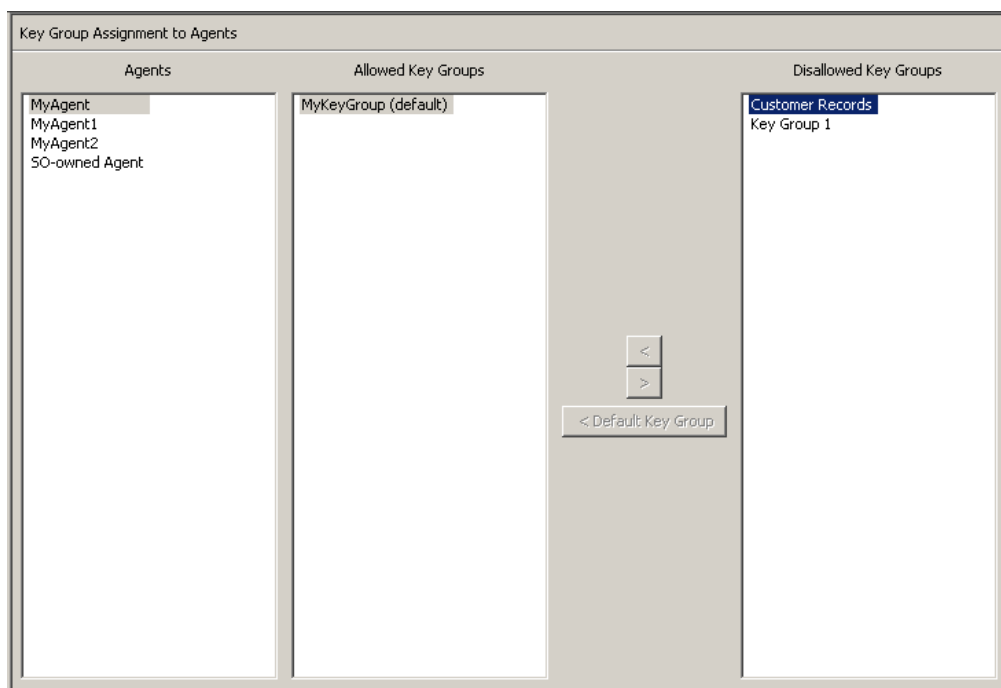 Key Group Assignment to Agents
Agents
Allowed Key Groups
Disallowed Key Groups
MyAgent
MyAgent1
MyAgent2
SO-owned Agent
MyKeyGroup (default)
<
>
< Default Key Group
Customer Records
Key Group 1